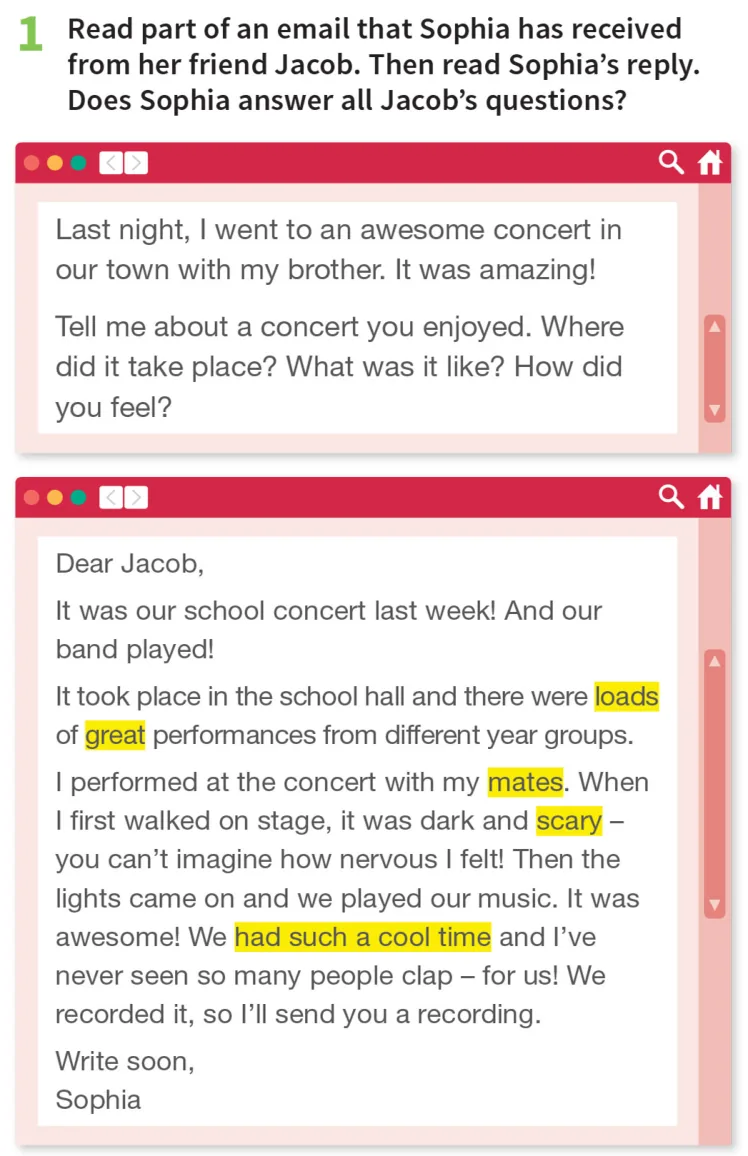 1 Read part of an email that Sophia has received
from her friend Jacob. Then read Sophia’s reply.
Does Sophia answer all Jacob’s questions?
Last night, I went to an awesome concert in
our town with my brother. It was amazing!
Tell me about a concert you enjoyed. Where
did it take place? What was it like? How did
you feel?
Dear Jacob,
It was our school concert last week! And our
band played!
It took place in the school hall and there were loads
of great performances from different year groups.
I performed at the concert with my mates. When
I first walked on stage, it was dark and scary –
you can’t imagine how nervous I felt! Then the
lights came on and we played our music. It was
awesome! We had such a cool time and I’ve
never seen so many people clap – for us! We
recorded it, so I’ll send you a recording.
Write soon,
Sophia